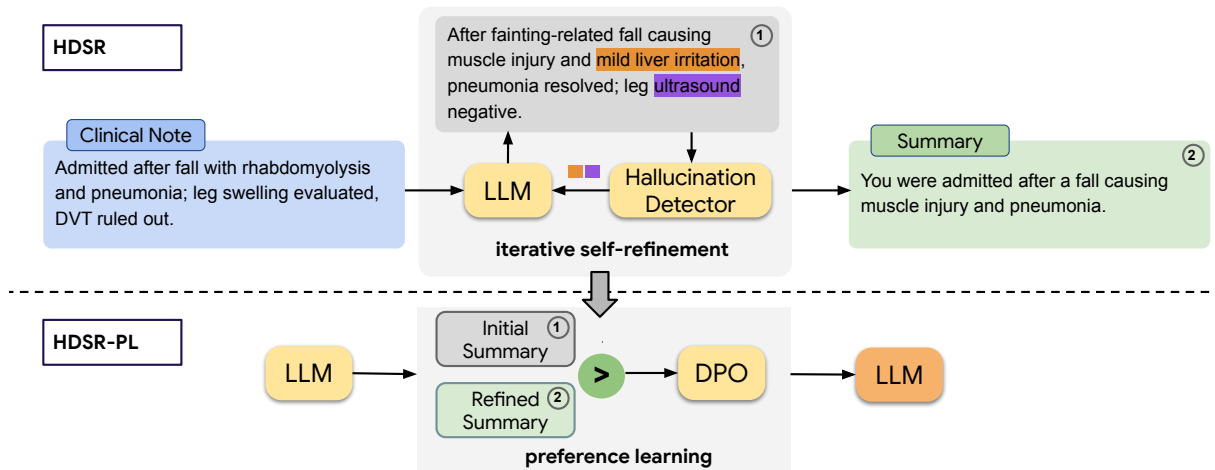 HDSR
After fainting-related fall causing
muscle injury and mild liver irritation,
pneumonia resolved; leg ultrasound
negative.
1
Clinical Note
Admitted after fall with rhabdomyolysis
and pneumonia; leg swelling evaluated,
DVT ruled out.
LLM
Hallucination
Detector
iterative self-refinement
Summary
2
You were admitted after a fall causing
muscle injury and pneumonia.
HDSR-PL
LLM
Initial
Summary
1
Refined
Summary
2
>
DPO
LLM
preference learning